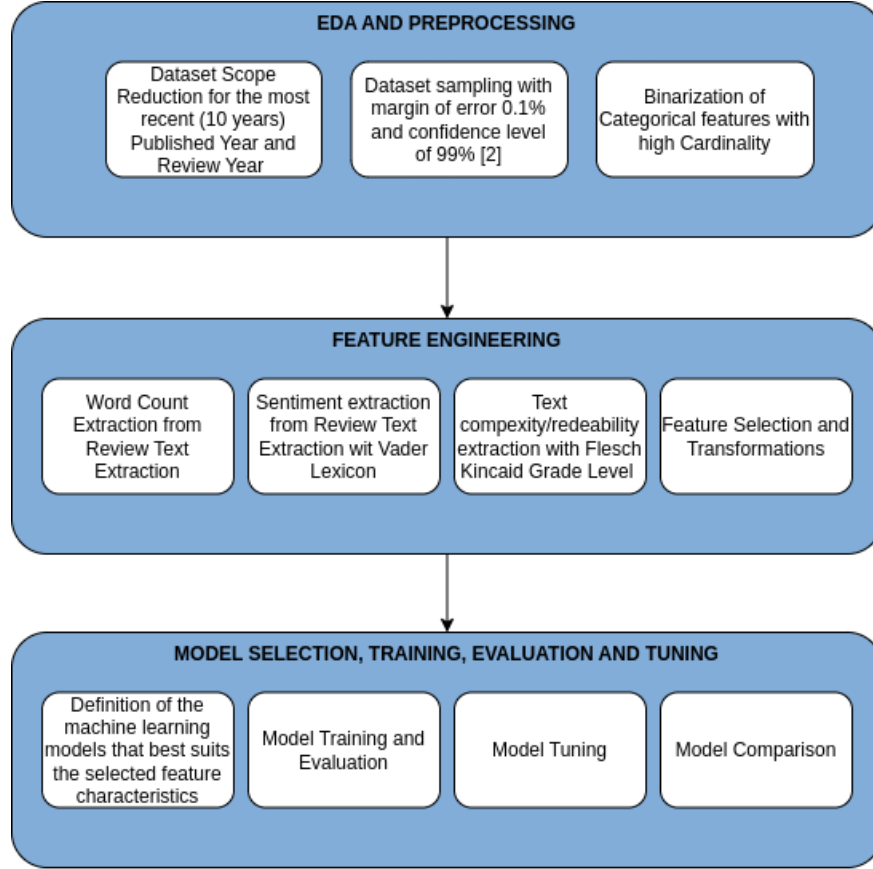 EDA AND PREPROCESSING
Dataset Scope
Reduction for the most
recent (10 years)
Published Year and
Review Year
Dataset sampling with
margin of error 0.1%
and confidence level
of 99% [2]
Binarization of
Categorical features with
high Cardinality
FEATURE ENGINEERING
Word Count
Extraction from
Review Text
Extraction
Sentiment extraction
from Review Text
Extraction wit Vader
Lexicon
Text
compexity/redeability
extraction with Flesch
Kincaid Grade Level
Feature Selection and
Transformations
MODEL SELECTION, TRAINING, EVALUATION AND TUNING
Definition of the
machine learning
models that best suits
the selected feature
characteristics
Model Training and
Evaluation
Model Tuning
Model Comparison